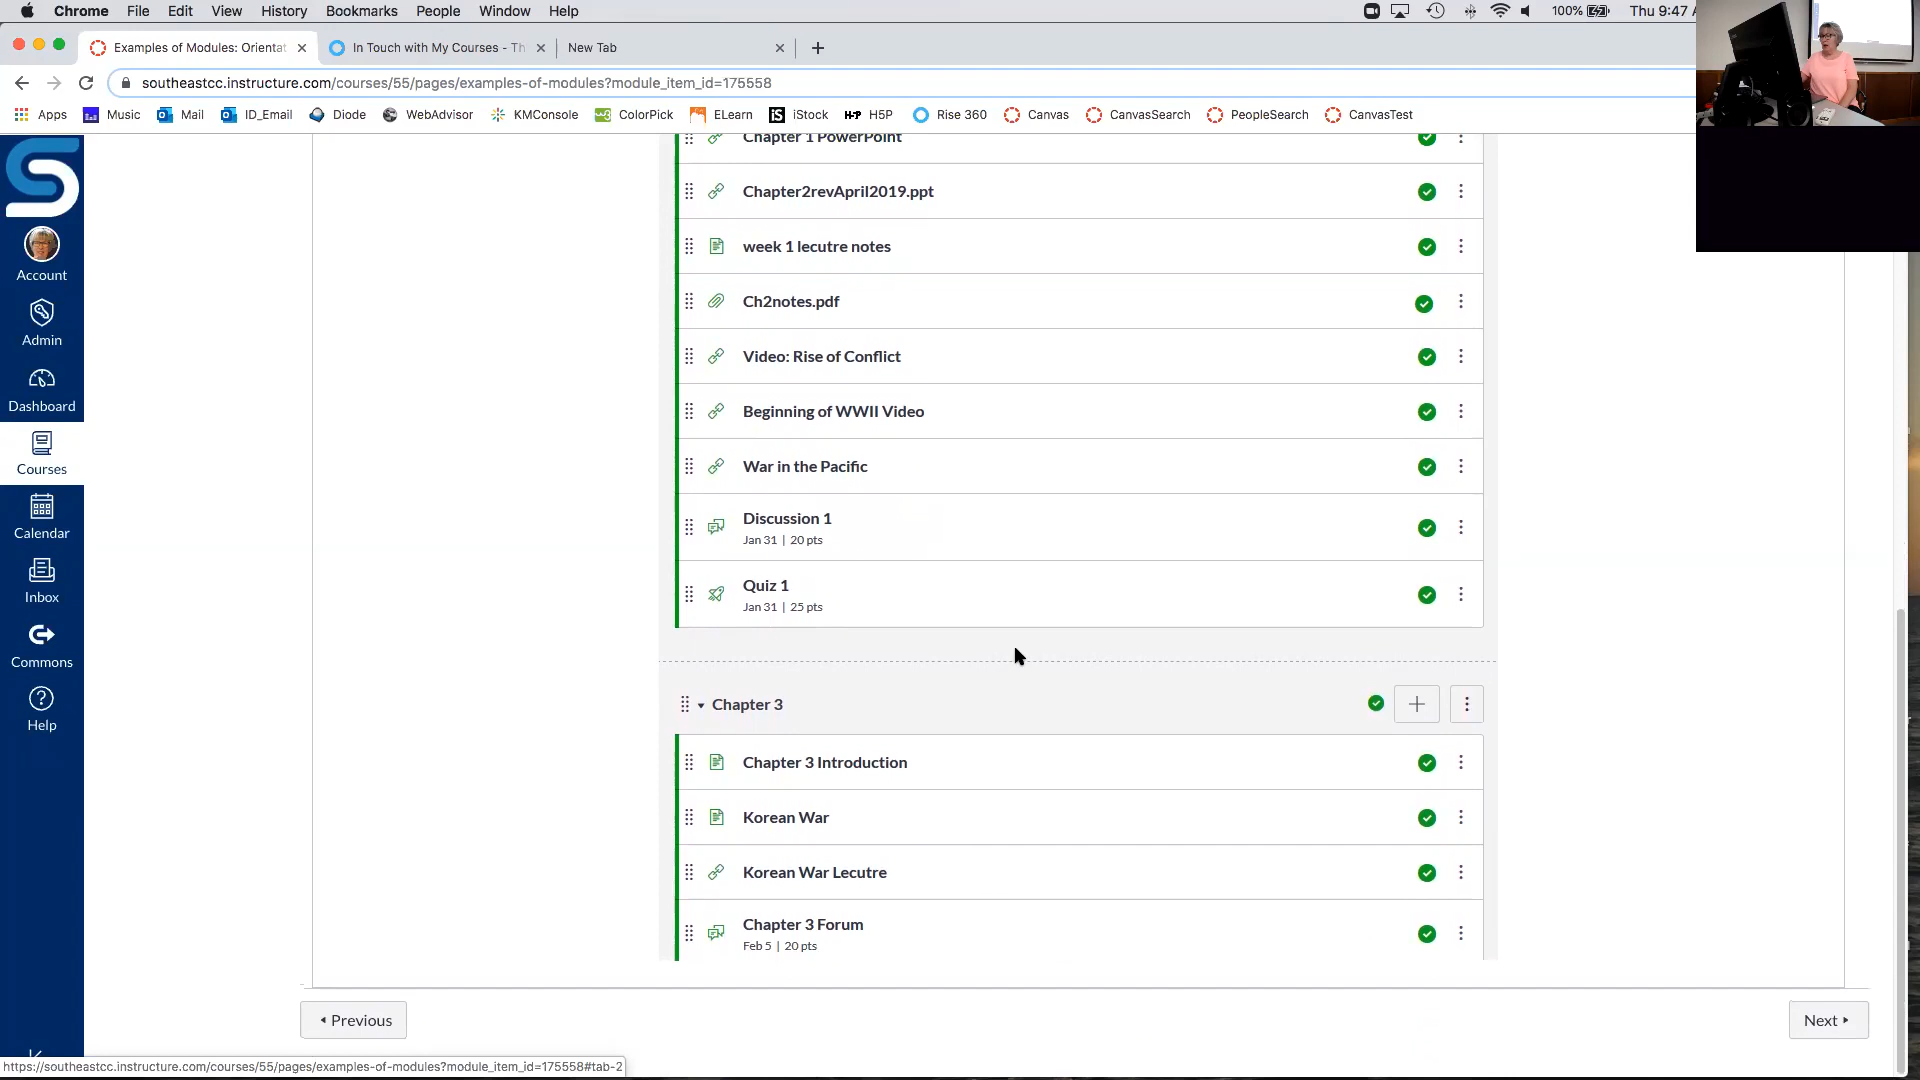 Chrome File Edit View History Bookmarks People Window Help 100% Thu 9:47
Examples of Modules: Orientat In Touch with My Courses - Th New Tab
southeastcc.instructure.com/courses/55/pages/examples-of-modules?module_item_id=175558
Apps Music Mail ID_Email Diode WebAdvisor KMConsole ColorPick ELearn iStock H5P Rise 360 Canvas CanvasSearch PeopleSearch CanvasTest
Account
Admin
Dashboard
Courses
Calendar
Inbox
Commons
Help
Chapter 1 PowerPoint
Chapter2revApril2019.ppt
week 1 lecutre notes
Ch2notes.pdf
Video: Rise of Conflict
Beginning of WWII Video
War in the Pacific
Discussion 1
Jan 31 | 20 pts
Quiz 1
Jan 31 | 25 pts
Chapter 3
Chapter 3 Introduction
Korean War
Korean War Lecutre
Chapter 3 Forum
Feb 5 | 20 pts
Previous
Next
https://southeastcc.instructure.com/courses/55/pages/examples-of-modules?module_item_id=175558#tab-2